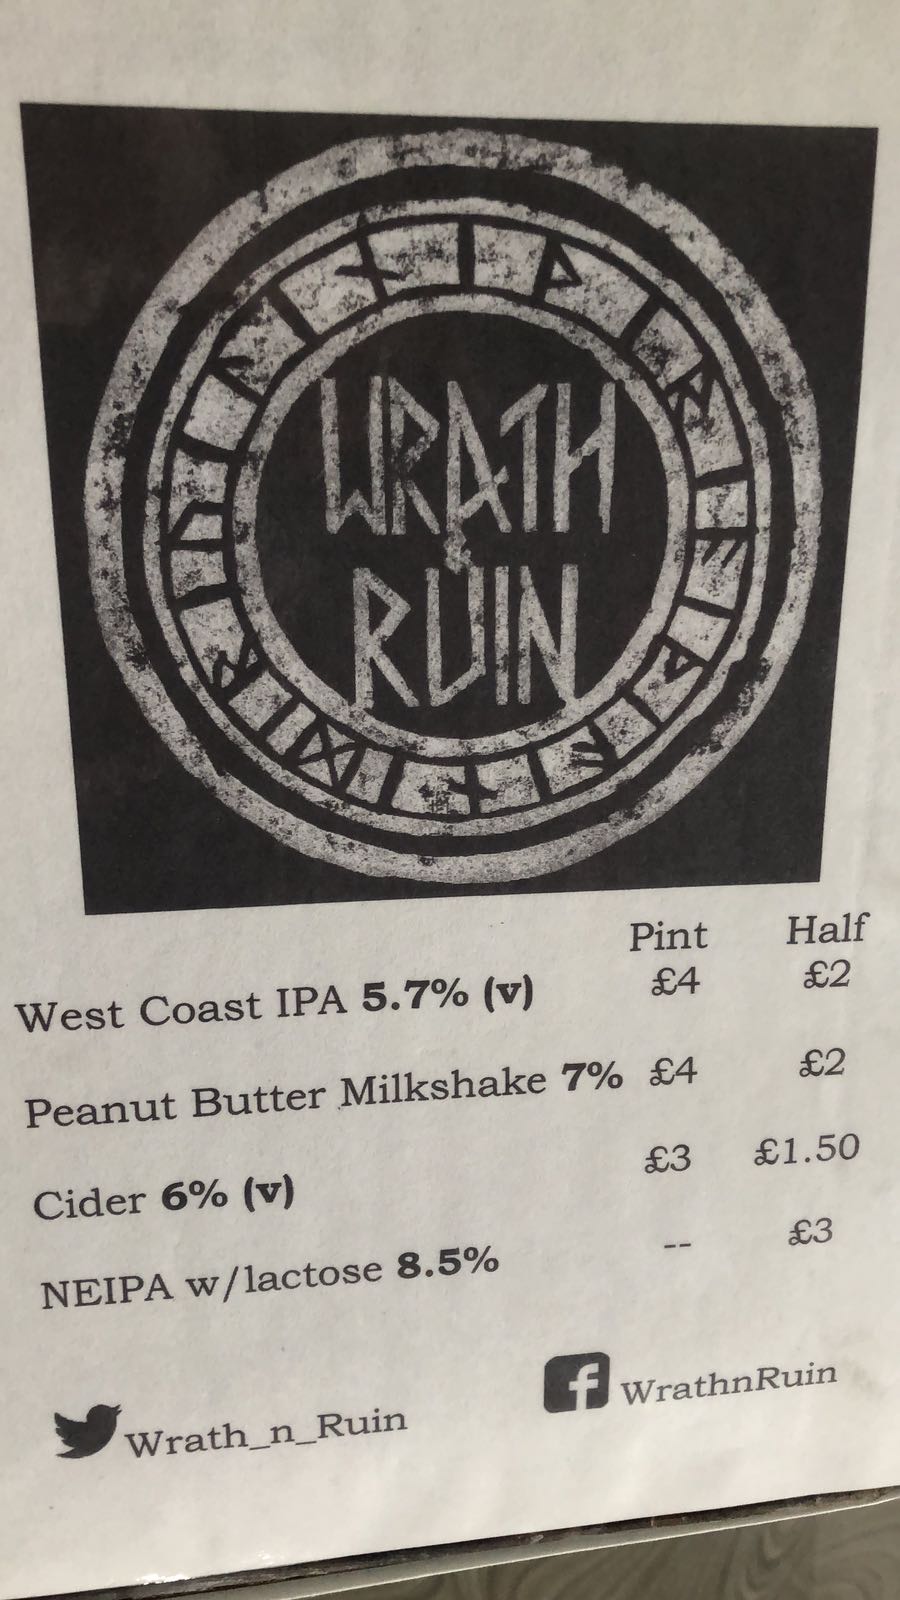 WRATH
&
RUIN
Pint Half
West Coast IPA 5.7% (v) £4 £2
Peanut Butter Milkshake 7% £4 £2
Cider 6% (v) £3 £1.50
NEIPA w/lactose 8.5% -- £3
Wrath_n_Ruin
WrathnRuin